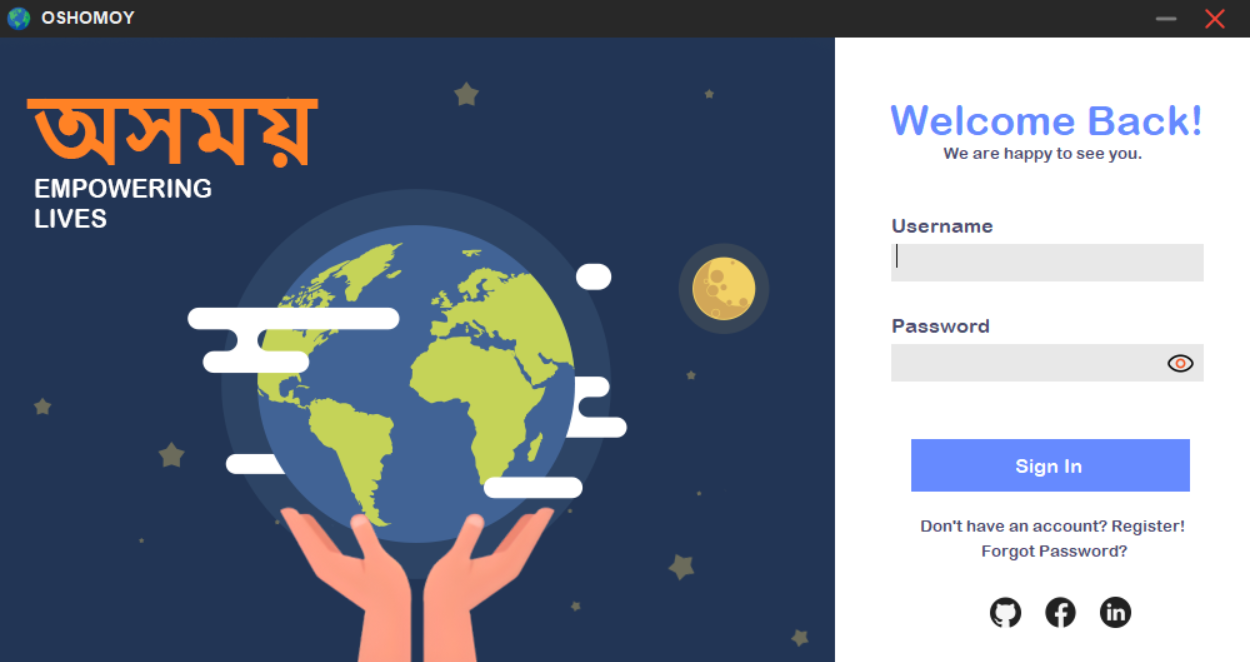 OSHOMOY
অসময়
EMPOWERING
LIVES
Welcome Back!
We are happy to see you.
Username
Password
Sign In
Don't have an account? Register!
Forgot Password?
in